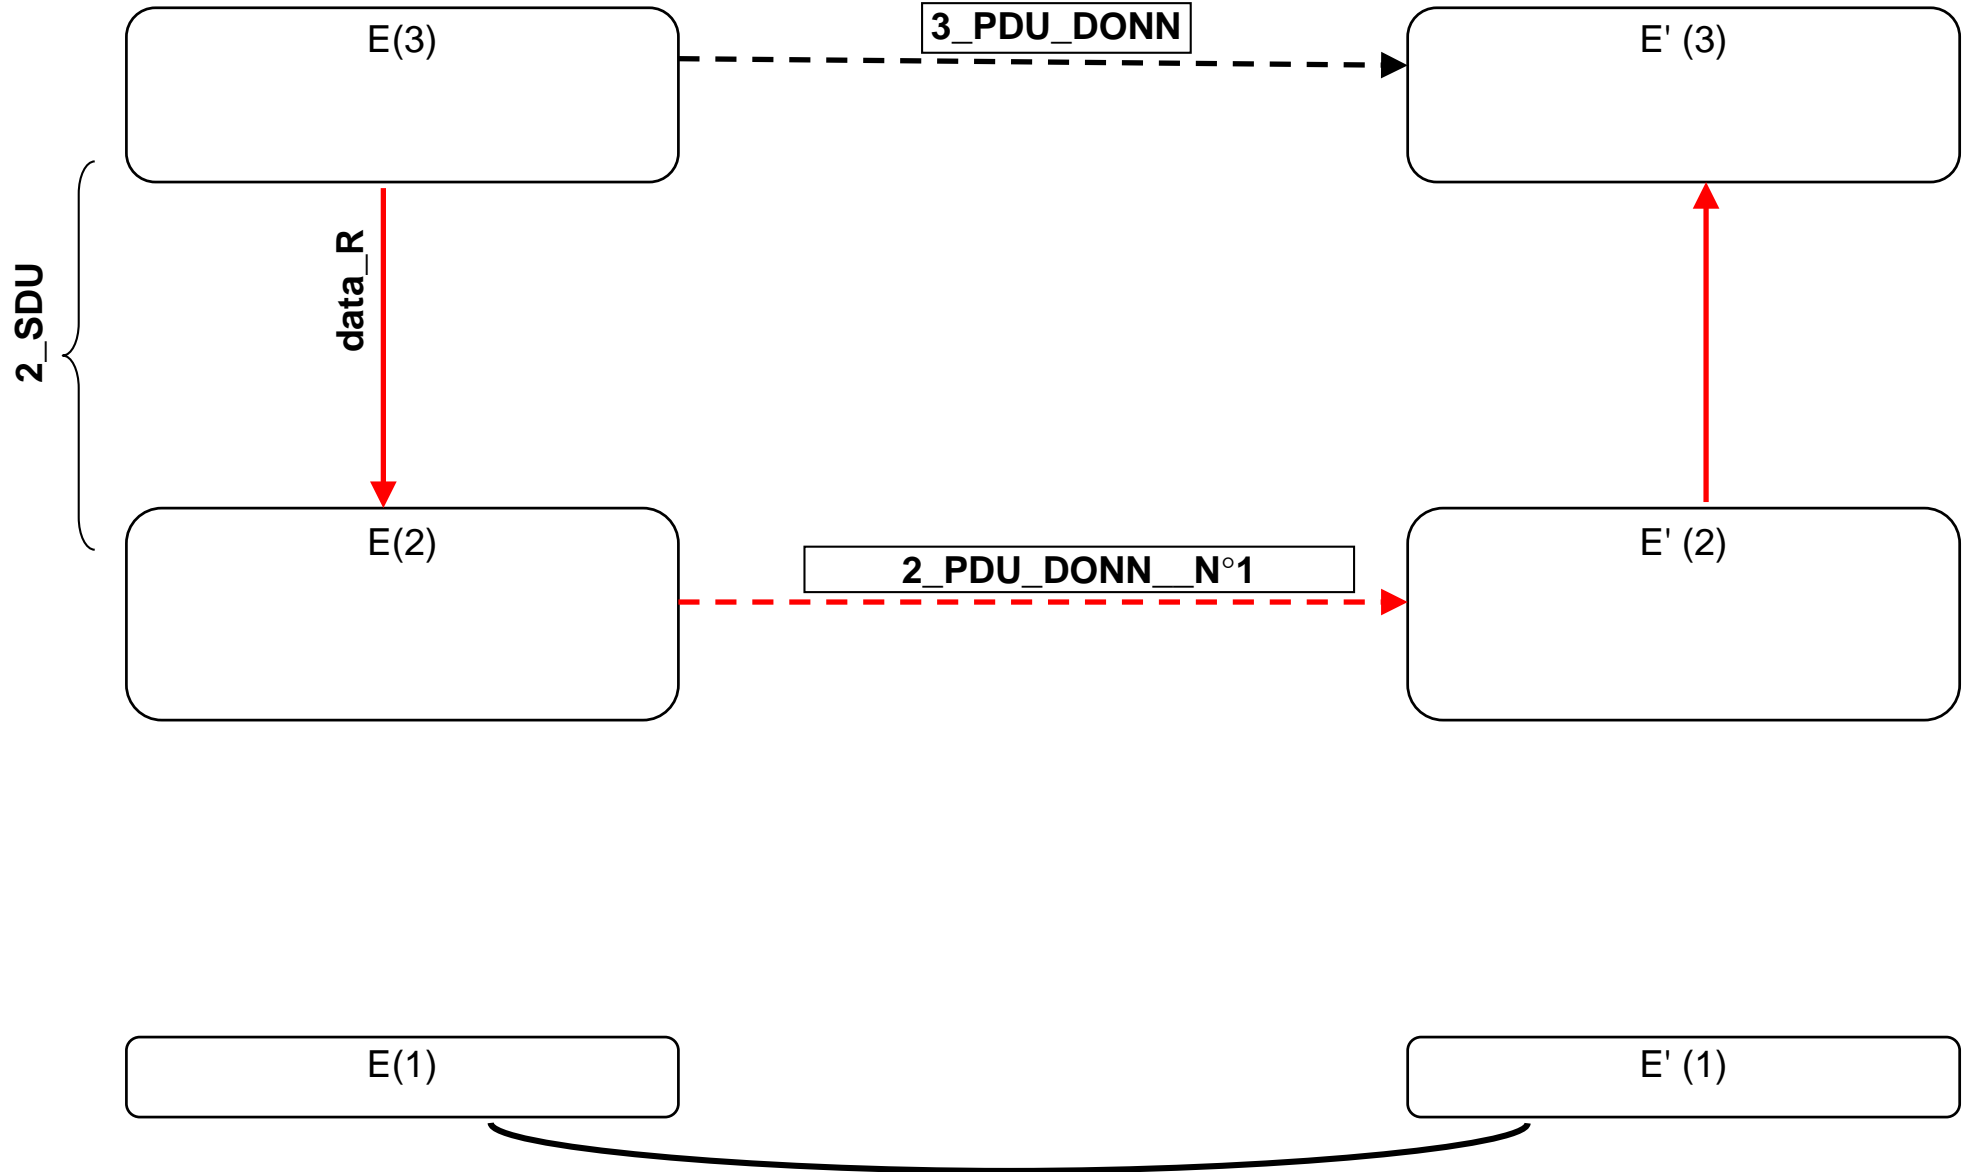 E(3)
3_PDU_DONN
E' (3)
2_SDU
data_R
E(2)
2_PDU_DONN__N°1
E' (2)
E(1)
E' (1)